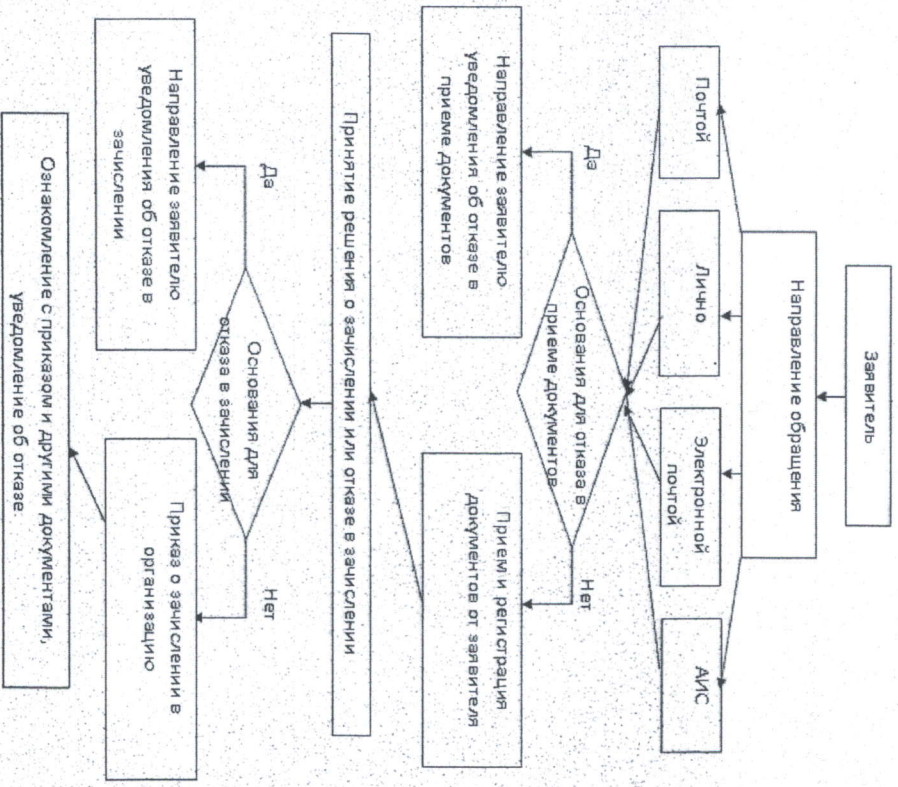 Заявитель
Направление обращения
Почтой
Лично
Электронной
почтой
АИС
Основания для отказа в
приеме документов
Да
Нет
Направление заявителю
уведомления об отказе в
приеме документов
Прием и регистрация
документов от заявителя
Принятие решения о зачислении или отказе в зачислении
Основания для
отказа в зачислении
Да
Нет
Направление заявителю
уведомления об отказе в
зачислении
Приказ о зачислении в
организацию
Ознакомление с приказом и другими документами,
уведомление об отказе